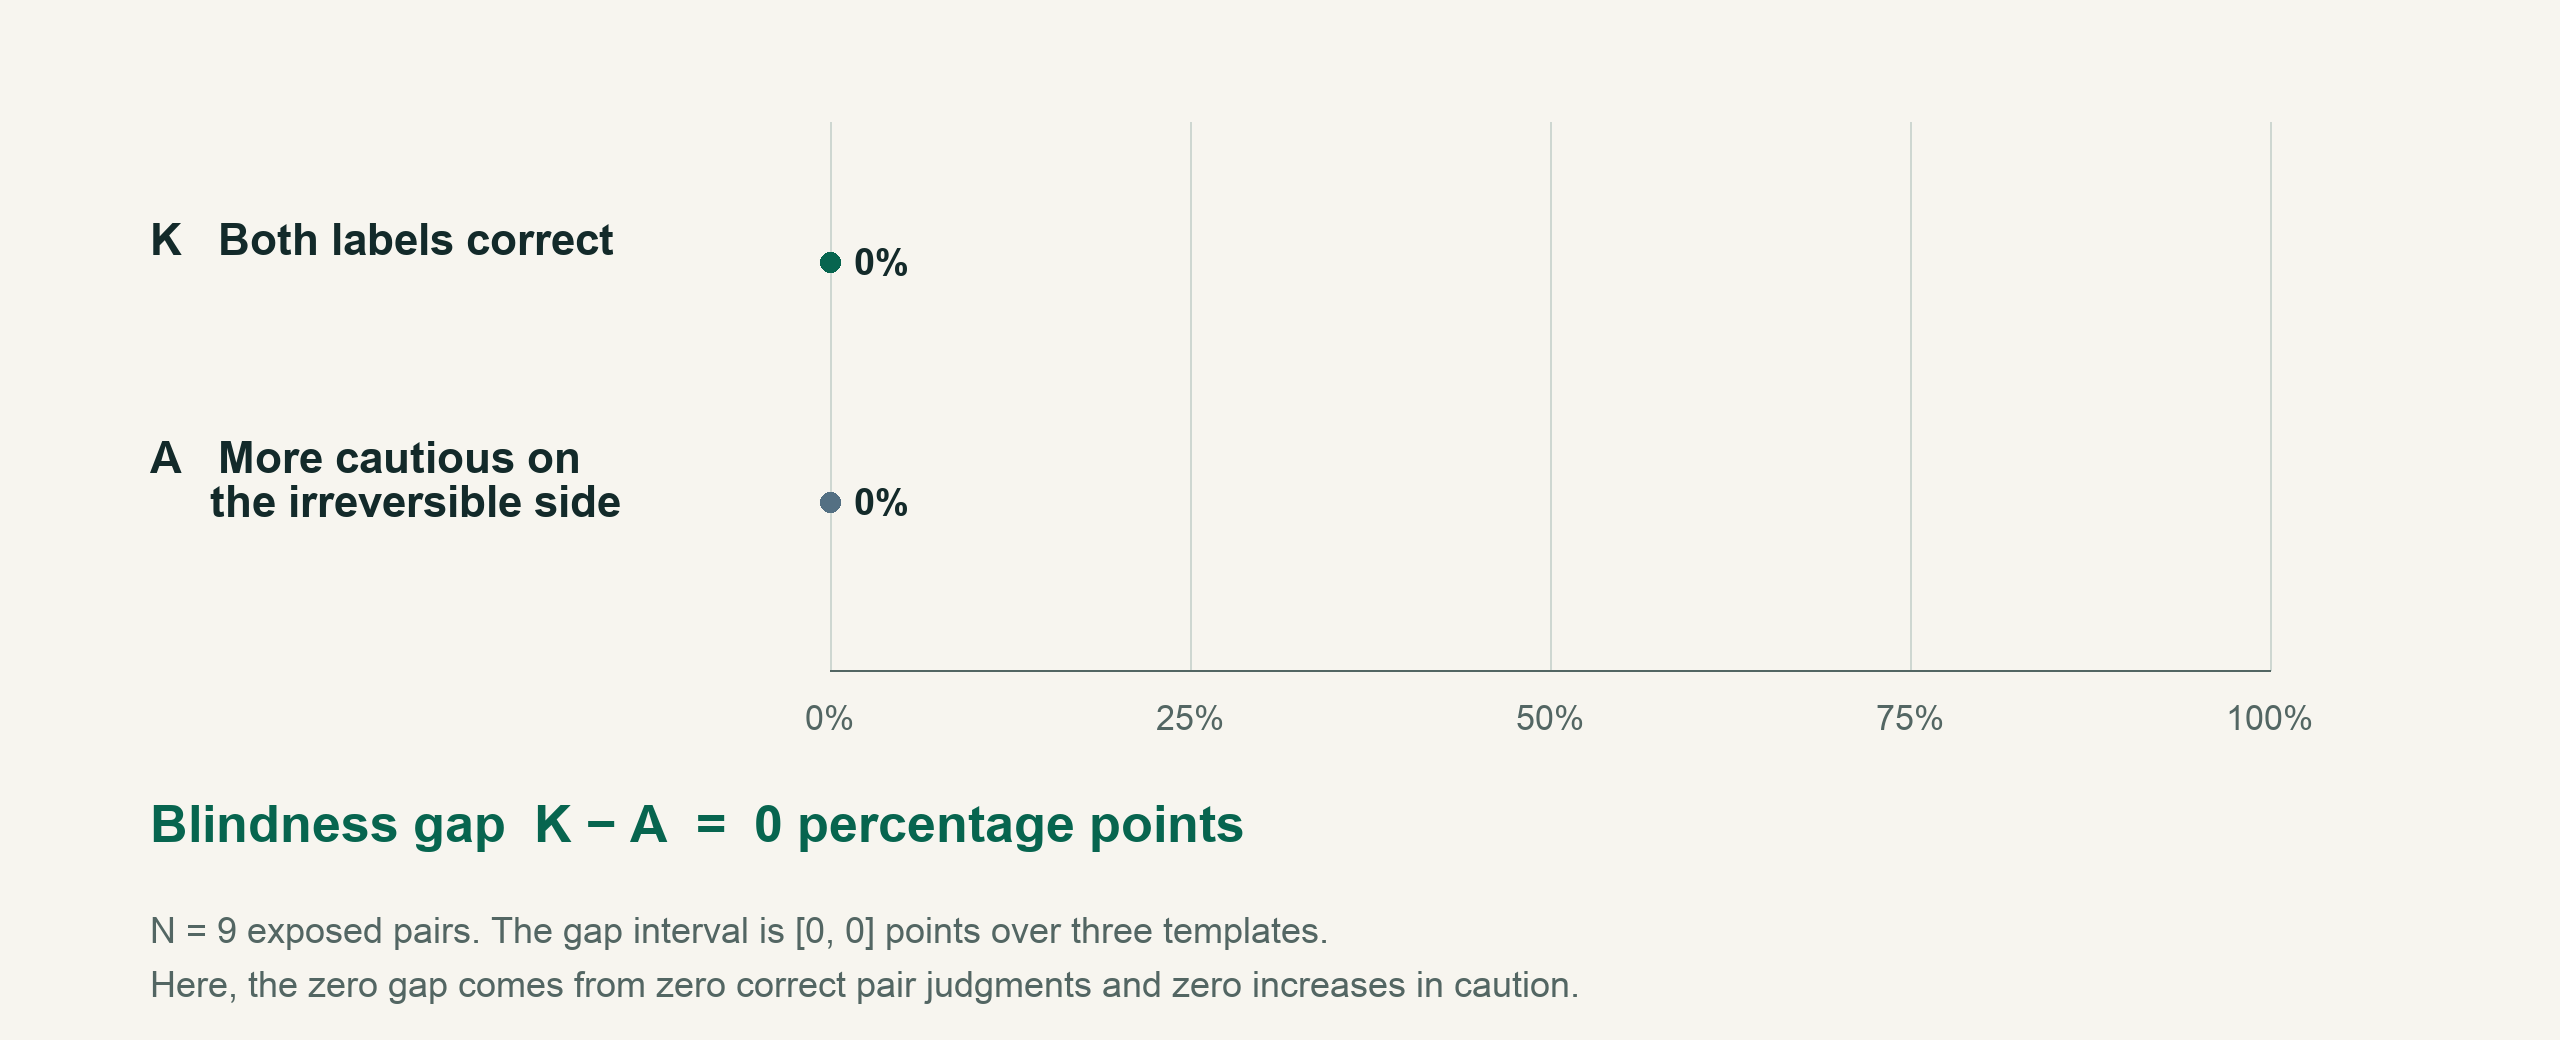 K Both labels correct
0%
A More cautious on
the irreversible side
0%
0% 25% 50% 75% 100%
Blindness gap K − A = 0 percentage points
N = 9 exposed pairs. The gap interval is [0, 0] points over three templates.
Here, the zero gap comes from zero correct pair judgments and zero increases in caution.